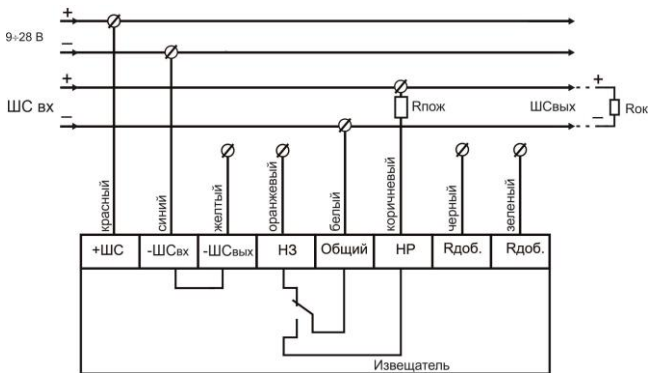 +
9÷28 В
–
+
ШС вх
–
Rпож
ШСвых
+
–
Rок
красный
синий
желтый
оранжевый
белый
коричневый
черный
зеленый
+ШС
-ШСвх
-ШСвых
НЗ
Общий
НР
Rдоб.
Rдоб.
Извещатель